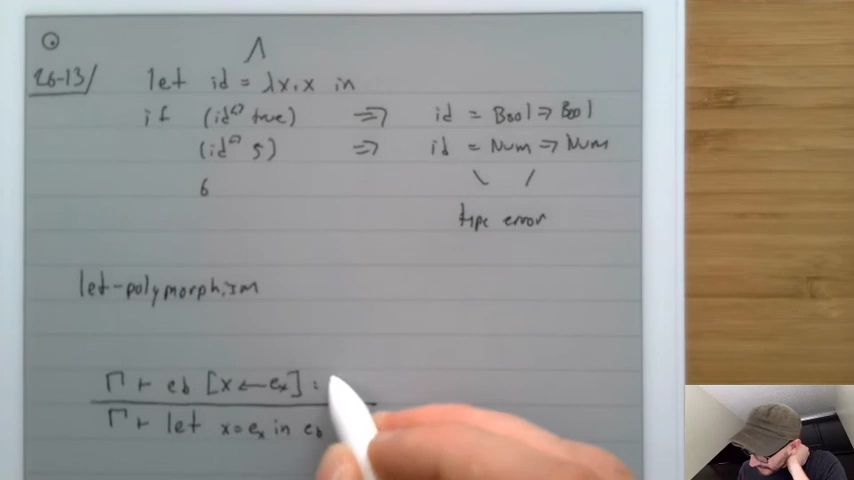 Λ
26-13/ let id = λx.x in
if (id true) => id = Bool => Bool
(id 5) => id = Num => Num
6 \ /
type error
let-polymorphism
Γ ⊢ eb [x ← ex] :
Γ ⊢ let x = ex in eb